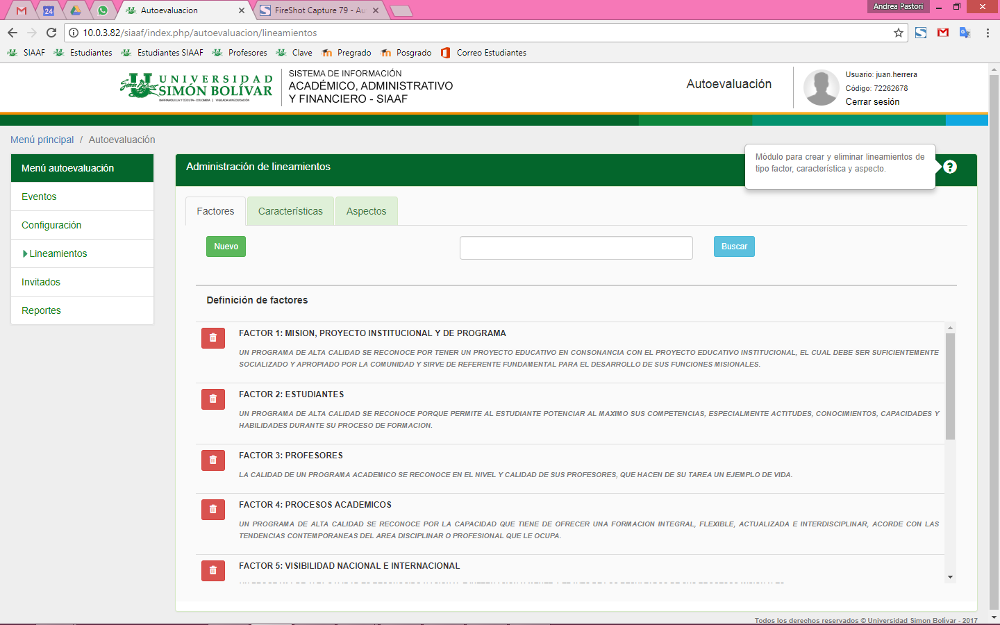 24
Autoevaluacion
FireShot Capture 79 - Au
Andrea Pastori
10.0.3.82/siaaf/index.php/autoevaluacion/lineamientos
SIAAF
Estudiantes
Estudiantes SIAAF
Profesores
Clave
Pregrado
Posgrado
Correo Estudiantes
UNIVERSIDAD
SIMÓN BOLÍVAR
BARRANQUILLA Y CÚCUTA - COLOMBIA | VIGILADA MINEDUCACIÓN
SISTEMA DE INFORMACIÓN
ACADÉMICO, ADMINISTRATIVO
Y FINANCIERO - SIAAF
Autoevaluación
Usuario: juan.herrera
Código: 72262678
Cerrar sesión
Menú principal / Autoevaluación
Menú autoevaluación
Eventos
Configuración
Lineamientos
Invitados
Reportes
Administración de lineamientos
Módulo para crear y eliminar lineamientos de
tipo factor, característica y aspecto.
?
Factores
Características
Aspectos
Nuevo
Buscar
Definición de factores
FACTOR 1: MISION, PROYECTO INSTITUCIONAL Y DE PROGRAMA
UN PROGRAMA DE ALTA CALIDAD SE RECONOCE POR TENER UN PROYECTO EDUCATIVO EN CONSONANCIA CON EL PROYECTO EDUCATIVO INSTITUCIONAL, EL CUAL DEBE SER SUFICIENTEMENTE
SOCIALIZADO Y APROPIADO POR LA COMUNIDAD Y SIRVE DE REFERENTE FUNDAMENTAL PARA EL DESARROLLO DE SUS FUNCIONES MISIONALES.
FACTOR 2: ESTUDIANTES
UN PROGRAMA DE ALTA CALIDAD SE RECONOCE PORQUE PERMITE AL ESTUDIANTE POTENCIAR AL MAXIMO SUS COMPETENCIAS, ESPECIALMENTE ACTITUDES, CONOCIMIENTOS, CAPACIDADES Y
HABILIDADES DURANTE SU PROCESO DE FORMACION.
FACTOR 3: PROFESORES
LA CALIDAD DE UN PROGRAMA ACADEMICO SE RECONOCE EN EL NIVEL Y CALIDAD DE SUS PROFESORES, QUE HACEN DE SU TAREA UN EJEMPLO DE VIDA.
FACTOR 4: PROCESOS ACADEMICOS
UN PROGRAMA DE ALTA CALIDAD SE RECONOCE POR LA CAPACIDAD QUE TIENE DE OFRECER UNA FORMACION INTEGRAL, FLEXIBLE, ACTUALIZADA E INTERDISCIPLINAR, ACORDE CON LAS
TENDENCIAS CONTEMPORANEAS DEL AREA DISCIPLINAR O PROFESIONAL QUE LE OCUPA.
FACTOR 5: VISIBILIDAD NACIONAL E INTERNACIONAL
Todos los derechos reservados © Universidad Simon Bolívar - 2017